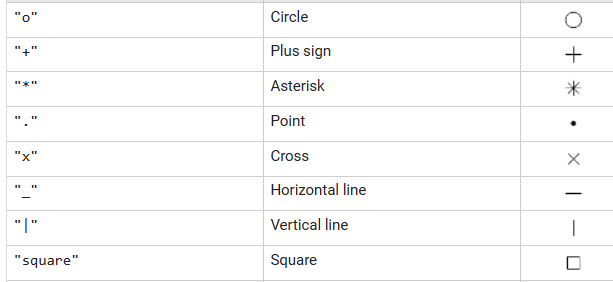 "o" Circle
"+" Plus sign
"*" Asterisk
"." Point
"x" Cross
"_" Horizontal line
"|" Vertical line
"square" Square